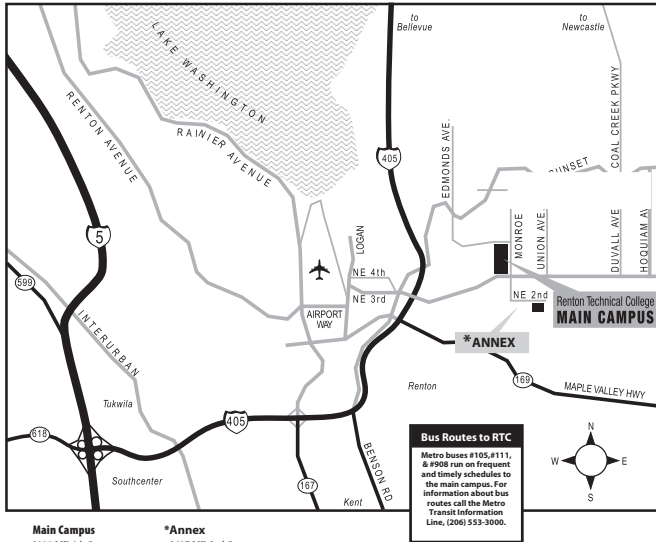 to
Bellevue
to
Newcastle
LAKE WASHINGTON
RENTON AVENUE
RAINIER AVENUE
405
EDMONDS AVE.
COAL CREEK PKWY
SUNSET
5
LOGAN
MONROE
UNION AVE.
DUVALL AVE
HOQUIAM AV
599
NE 4th
NE 3rd
NE 2nd
AIRPORT
WAY
Renton Technical College
MAIN CAMPUS
*ANNEX
INTERURBAN
169
MAPLE VALLEY HWY
Renton
Tukwila
405
618
Southcenter
167
Kent
BENSON RD
Bus Routes to RTC
Metro buses #105,#111,
& #908 run on frequent
and timely schedules to
the main campus. For
information about bus
routes call the Metro
Transit Information
Line, (206) 553-3000.
N
W
E
S
Main Campus
*Annex